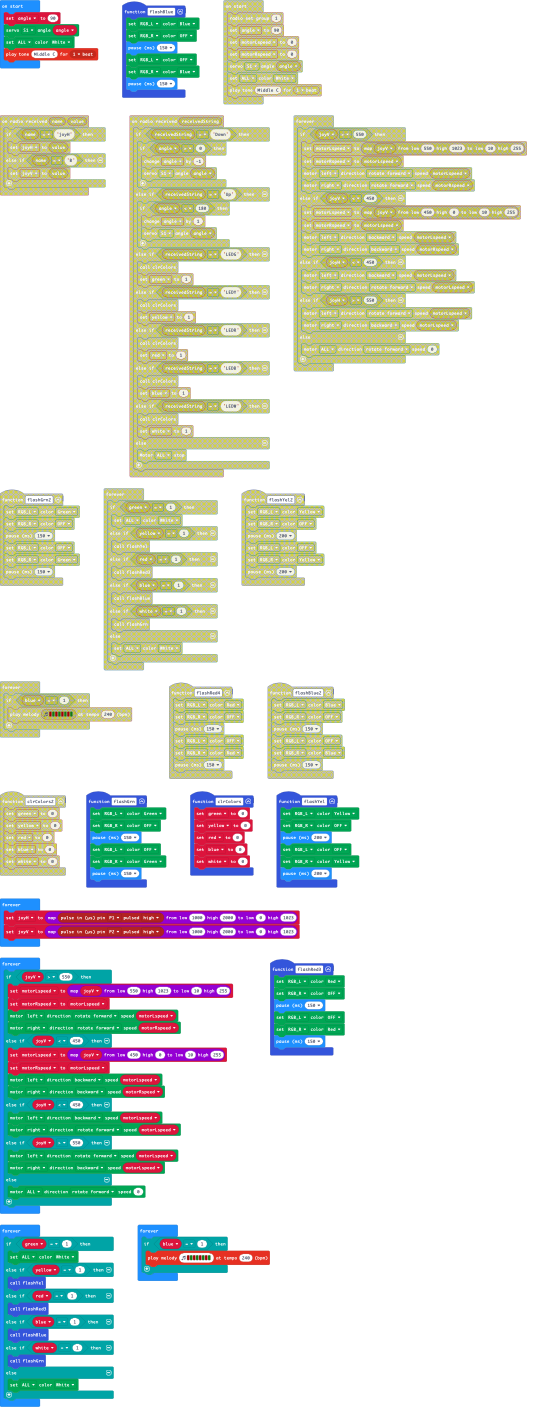 on start
set angle to 90
servo S1 angle angle
set ALL color White
play tone Middle C for 1 beat
function flashBlue
set RGB_L color Blue
set RGB_R color OFF
pause (ms) 150
set RGB_L color OFF
set RGB_R color Blue
pause (ms) 150
on start
radio set group 1
set angle to 90
set motorLspeed to 0
set motorRspeed to 0
servo S1 angle angle
set ALL color White
play tone Middle C for 1 beat
on radio received name value
if name = "joyH" then
set joyH to value
else if name = "V" then
set joyV to value
on radio received receivedString
if receivedString = "Down" then
if angle > 0 then
change angle by -1
servo S1 angle angle
else if receivedString = "Up" then
if angle < 180 then
change angle by 1
servo S1 angle angle
else if receivedString = "LEDG" then
call clrColors
set green to 1
else if receivedString = "LEDY" then
call clrColors
set yellow to 1
else if receivedString = "LEDR" then
call clrColors
set red to 1
else if receivedString = "LEDB" then
call clrColors
set blue to 1
else if receivedString = "LEDW" then
call clrColors
set white to 1
else
Motor ALL stop
forever
if joyV > 550 then
set motorLspeed to map joyV from low 550 high 1023 to low 10 high 255
set motorRspeed to motorLspeed
motor left direction rotate forward speed motorLspeed
motor right direction rotate forward speed motorRspeed
else if joyV < 450 then
set motorLspeed to map joyV from low 450 high 0 to low 10 high 255
set motorRspeed to motorLspeed
motor left direction backward speed motorLspeed
motor right direction backward speed motorRspeed
else if joyH < 450 then
motor left direction backward speed motorLspeed
motor right direction rotate forward speed motorLspeed
else if joyH > 550 then
motor left direction rotate forward speed motorLspeed
motor right direction backward speed motorRspeed
else
motor ALL direction rotate forward speed 0
function flashGrn2
set RGB_L color Green
set RGB_R color OFF
pause (ms) 150
set RGB_L color OFF
set RGB_R color Green
pause (ms) 150
forever
if green = 1 then
set ALL color White
else if yellow = 1 then
call flashYel
else if red = 1 then
call flashRed3
else if blue = 1 then
call flashBlue
else if white = 1 then
call flashGrn
else
set ALL color White
function flashYel2
set RGB_L color Yellow
set RGB_R color OFF
pause (ms) 200
set RGB_L color OFF
set RGB_R color Yellow
pause (ms) 200
forever
if blue = 1 then
play melody at tempo 240 (bpm)
function flashRed4
set RGB_L color Red
set RGB_R color OFF
pause (ms) 150
set RGB_L color OFF
set RGB_R color Red
pause (ms) 150
function flashBlue2
set RGB_L color Blue
set RGB_R color OFF
pause (ms) 150
set RGB_L color OFF
set RGB_R color Blue
pause (ms) 150
function clrColors2
set green to 0
set yellow to 0
set red to 0
set blue to 0
set white to 0
function flashGrn
set RGB_L color Green
set RGB_R color OFF
pause (ms) 150
set RGB_L color OFF
set RGB_R color Green
pause (ms) 150
function clrColors
set green to 0
set yellow to 0
set red to 0
set blue to 0
set white to 0
function flashYel
set RGB_L color Yellow
set RGB_R color OFF
pause (ms) 200
set RGB_L color OFF
set RGB_R color Yellow
pause (ms) 200
forever
set joyH to map pulse in (µs) pin P1 pulsed high from low 1000 high 2000 to low 0 high 1023
set joyV to map pulse in (µs) pin P2 pulsed high from low 1000 high 2000 to low 0 high 1023
forever
if joyV > 550 then
set motorLspeed to map joyV from low 550 high 1023 to low 10 high 255
set motorRspeed to motorLspeed
motor left direction rotate forward speed motorLspeed
motor right direction rotate forward speed motorRspeed
else if joyV < 450 then
set motorLspeed to map joyV from low 450 high 0 to low 10 high 255
set motorRspeed to motorLspeed
motor left direction backward speed motorLspeed
motor right direction backward speed motorRspeed
else if joyH < 450 then
motor left direction backward speed motorLspeed
motor right direction rotate forward speed motorLspeed
else if joyH > 550 then
motor left direction rotate forward speed motorLspeed
motor right direction backward speed motorLspeed
else
motor ALL direction rotate forward speed 0
function flashRed3
set RGB_L color Red
set RGB_R color OFF
pause (ms) 150
set RGB_L color OFF
set RGB_R color Red
pause (ms) 150
forever
if green = 1 then
set ALL color White
else if yellow = 1 then
call flashYel
else if red = 1 then
call flashRed3
else if blue = 1 then
call flashBlue
else if white = 1 then
call flashGrn
else
set ALL color White
forever
if blue = 1 then
play melody at tempo 240 (bpm)